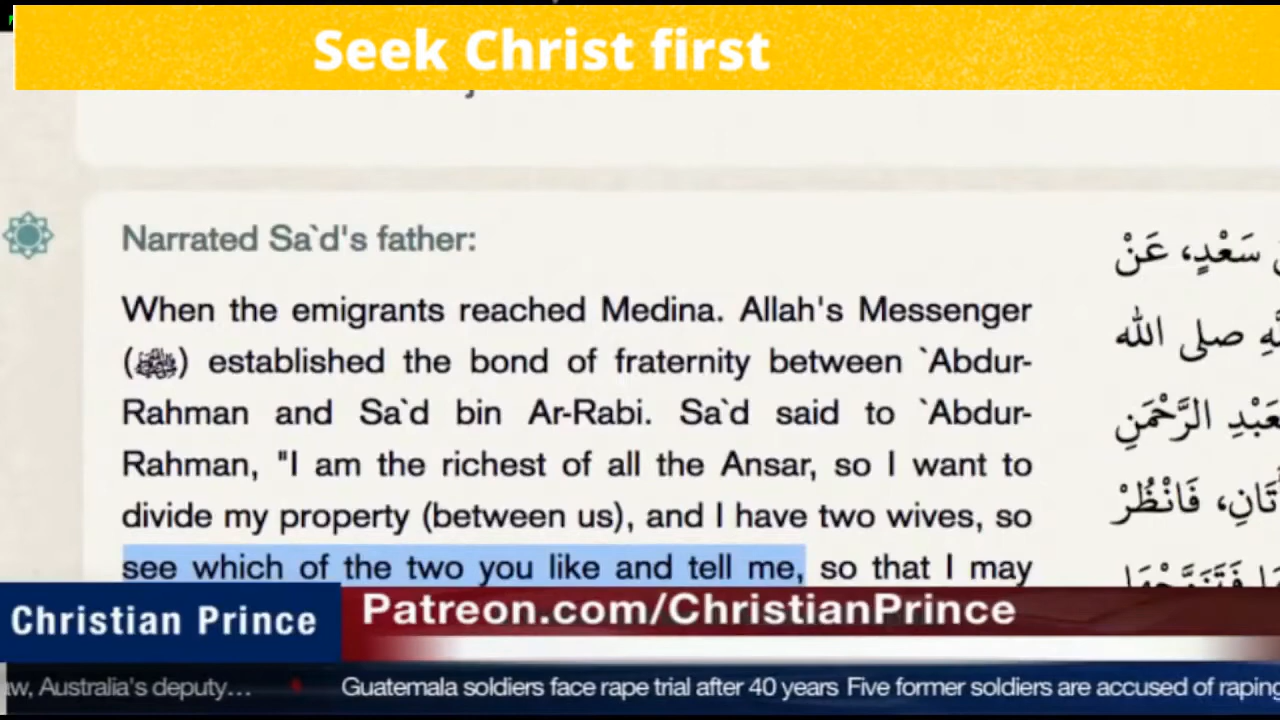 Seek Christ first
Narrated Sa`d's father:
When the emigrants reached Medina. Allah's Messenger
(ﷺ) established the bond of fraternity between `Abdur-
Rahman and Sa`d bin Ar-Rabi. Sa`d said to `Abdur-
Rahman, "I am the richest of all the Ansar, so I want to
divide my property (between us), and I have two wives, so
see which of the two you like and tell me, so that I may
سَعْدٍ، عَنْ
صلى الله
الرَّحْمَنِ
فَانْظُرْ
Christian Prince
Patreon.com/ChristianPrince
Australia's deputy…
Guatemala soldiers face rape trial after 40 years Five former soldiers are accused of raping